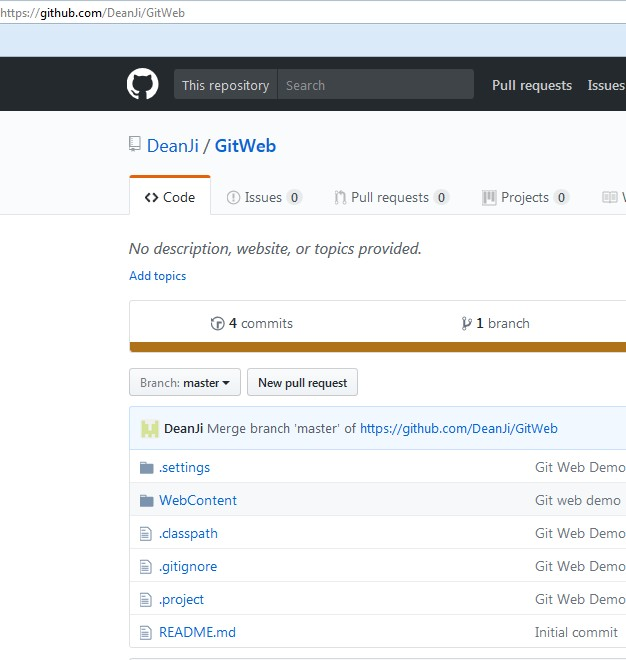 https://github.com/DeanJi/GitWeb
This repository Search Pull requests Issues
DeanJi / GitWeb
Code Issues 0 Pull requests 0 Projects 0
No description, website, or topics provided.
Add topics
4 commits 1 branch
Branch: master New pull request
DeanJi Merge branch 'master' of https://github.com/DeanJi/GitWeb
.settings Git Web Demo
WebContent Git web demo
.classpath Git Web Demo
.gitignore Git Web Demo
.project Git Web Demo
README.md Initial commit